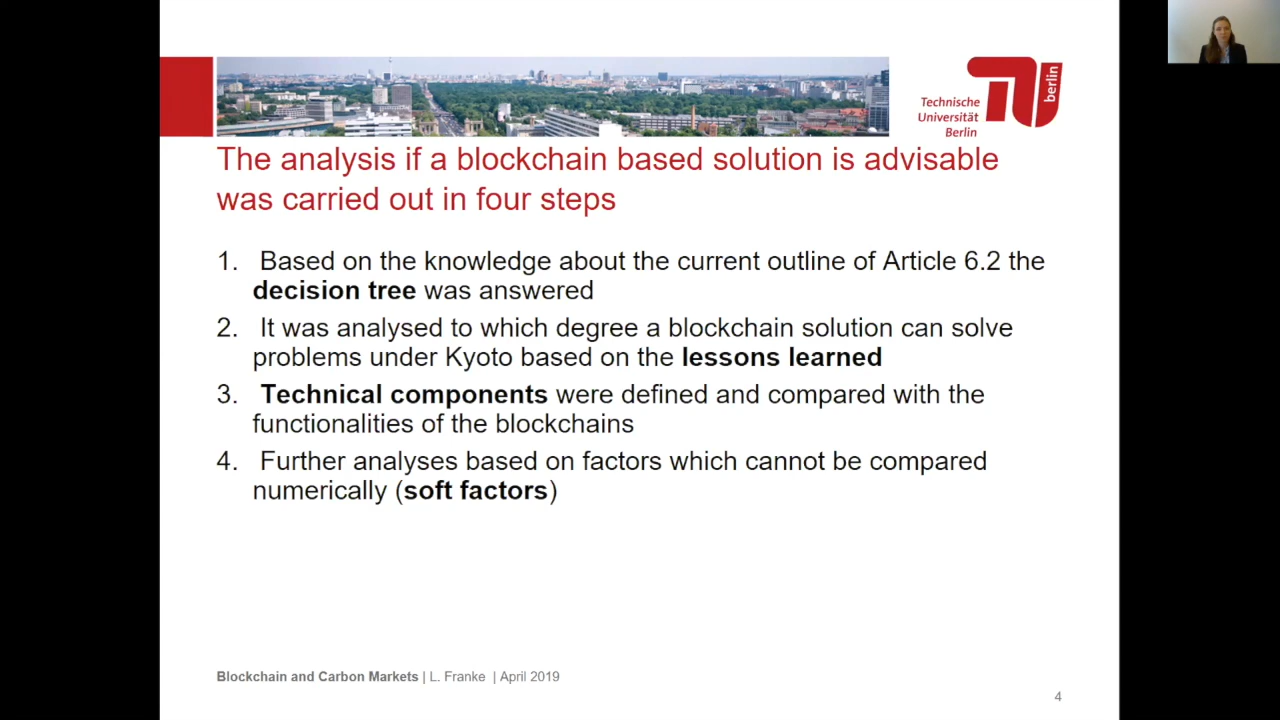 Technische
Universität
Berlin
berlin
The analysis if a blockchain based solution is advisable
was carried out in four steps
1. Based on the knowledge about the current outline of Article 6.2 the
decision tree was answered
2. It was analysed to which degree a blockchain solution can solve
problems under Kyoto based on the lessons learned
3. Technical components were defined and compared with the
functionalities of the blockchains
4. Further analyses based on factors which cannot be compared
numerically (soft factors)
Blockchain and Carbon Markets | L. Franke | April 2019
4